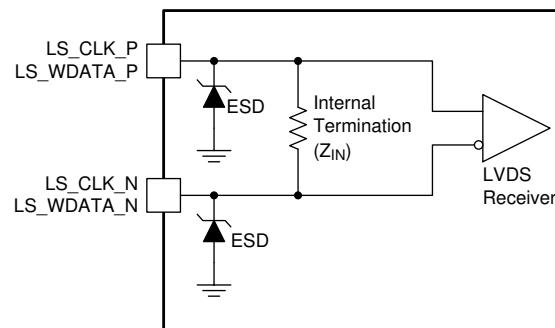 LS_CLK_P
LS_WDATA_P
ESD
Internal
Termination
(Z_IN)
LVDS
Receiver
LS_CLK_N
LS_WDATA_N
ESD